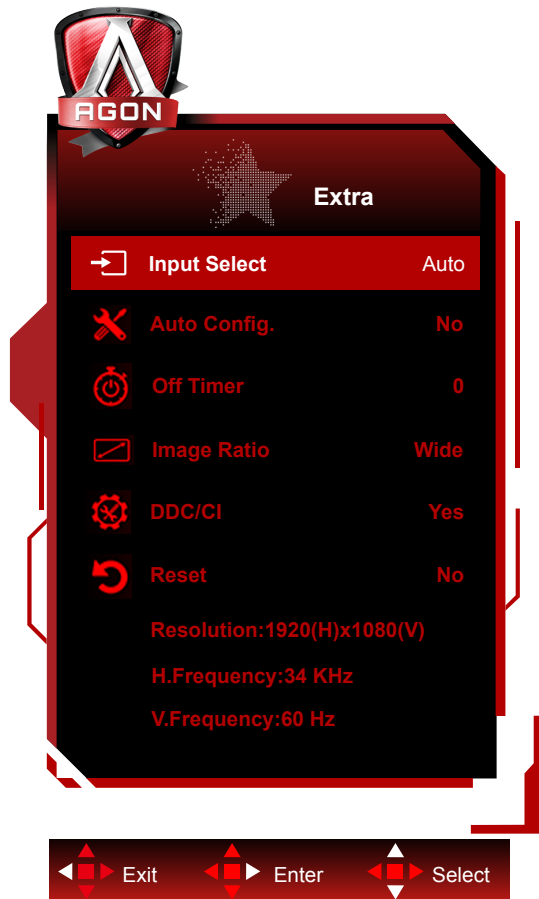 AGON
Extra
Input Select Auto
Auto Config. No
Off Timer 0
Image Ratio Wide
DDC/CI Yes
Reset No
Resolution:1920(H)x1080(V)
H.Frequency:34 KHz
V.Frequency:60 Hz
Exit Enter Select